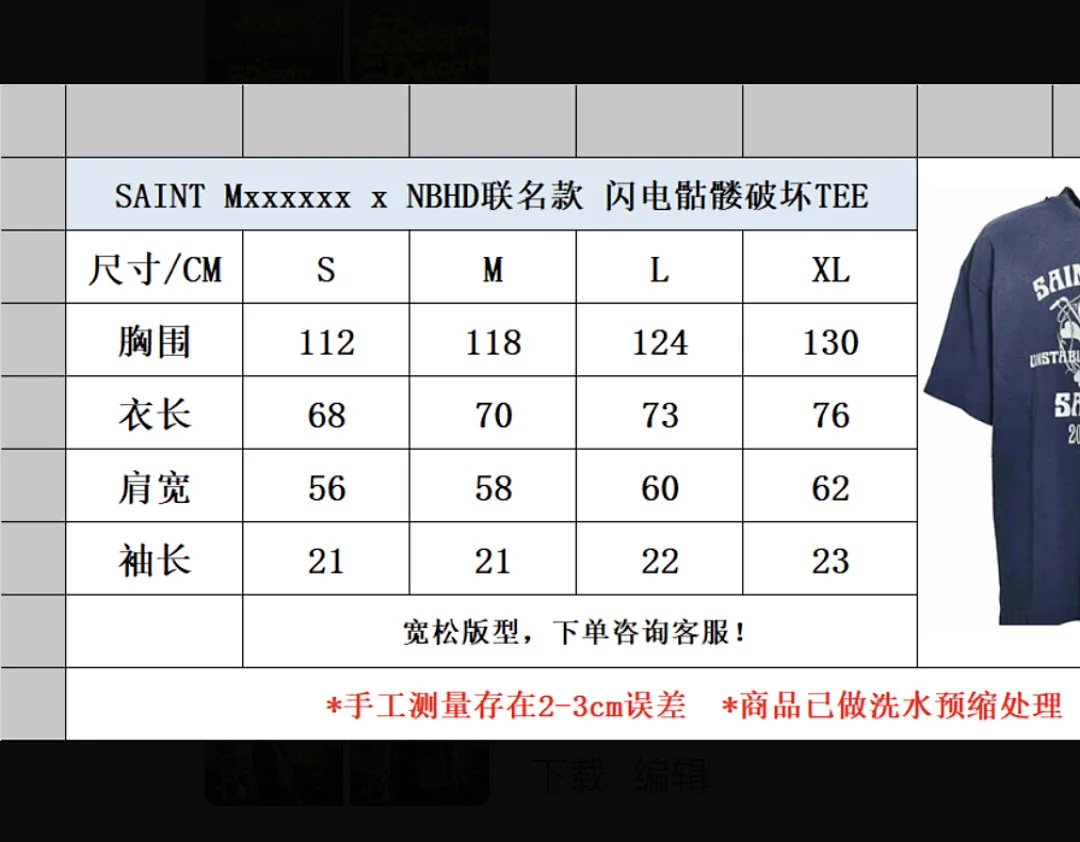 SAINT Mxxxxxx x NBHD联名款 闪电骷髅破坏TEE
尺寸/CM S M L XL
胸围 112 118 124 130
衣长 68 70 73 76
肩宽 56 58 60 62
袖长 21 21 22 23
宽松版型，下单咨询客服！
*手工测量存在2-3cm误差 *商品已做洗水预缩处理
下载 编辑